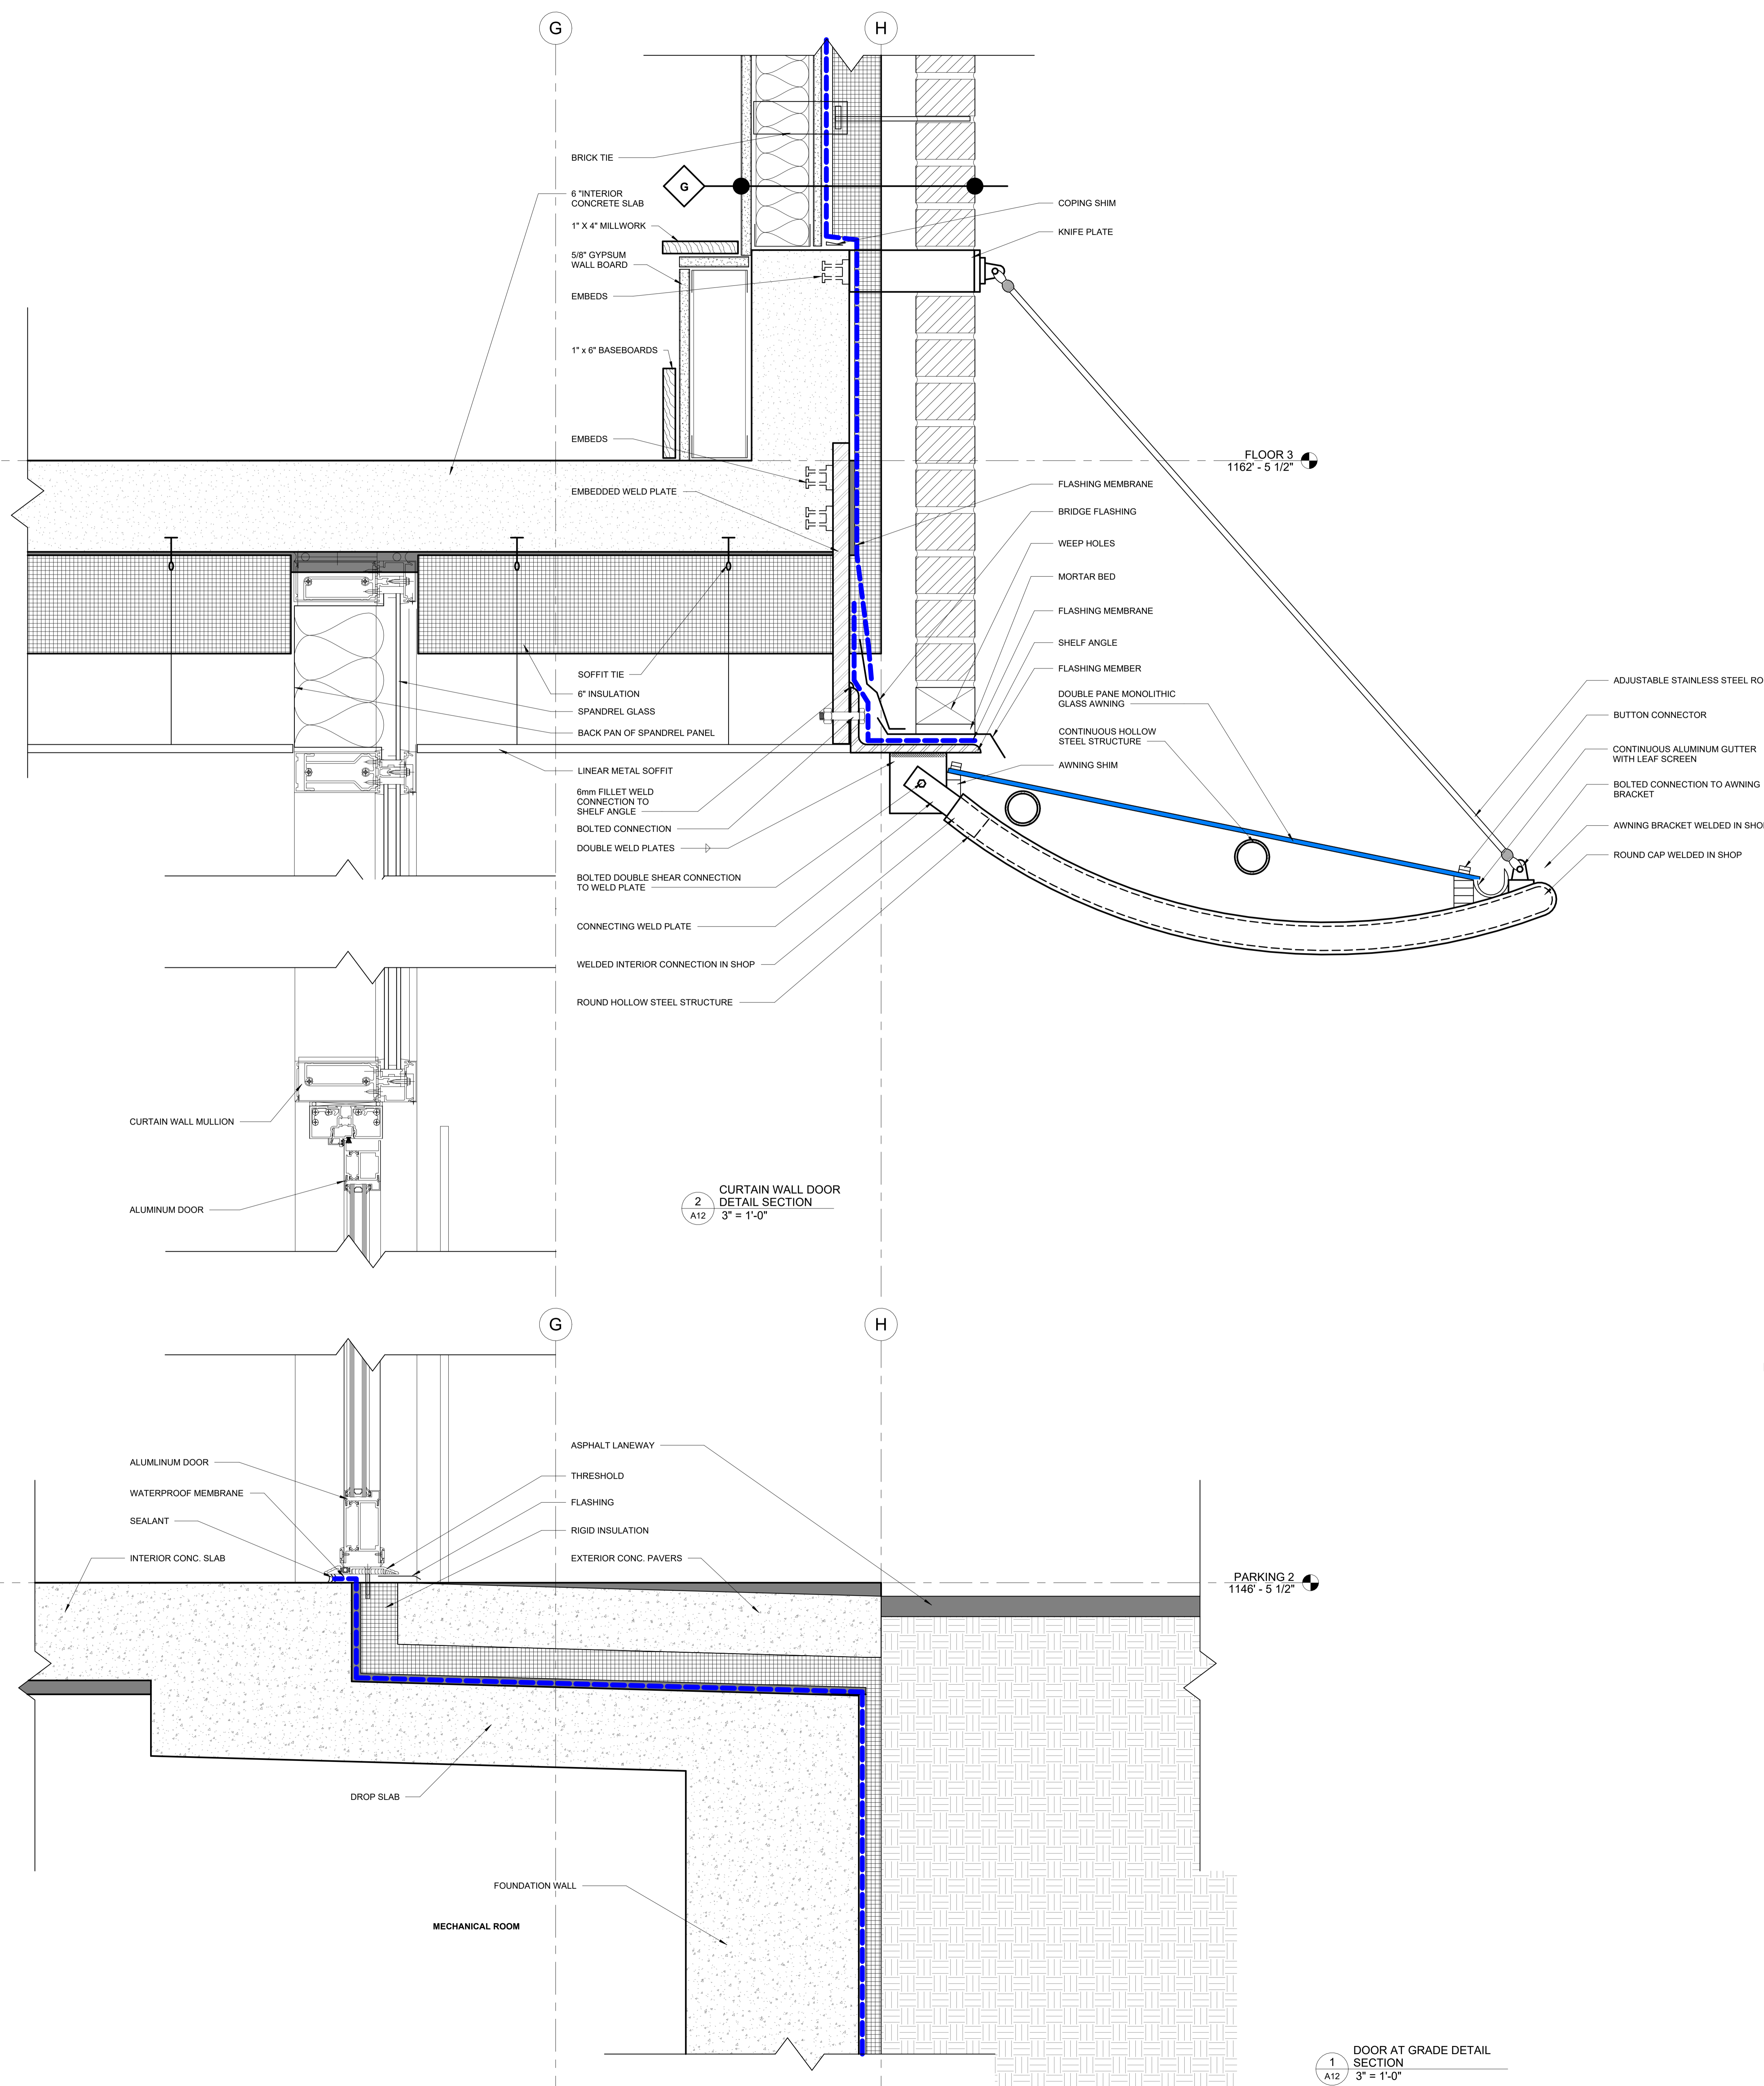 G
H
BRICK TIE
6 "INTERIOR
CONCRETE SLAB
G
1" X 4" MILLWORK
5/8" GYPSUM
WALL BOARD
EMBEDS
1" x 6" BASEBOARDS
EMBEDS
EMBEDDED WELD PLATE
COPING SHIM
KNIFE PLATE
FLOOR 3
1162' - 5 1/2"
FLASHING MEMBRANE
BRIDGE FLASHING
WEEP HOLES
MORTAR BED
FLASHING MEMBRANE
SHELF ANGLE
FLASHING MEMBER
DOUBLE PANE MONOLITHIC
GLASS AWNING
CONTINUOUS HOLLOW
STEEL STRUCTURE
AWNING SHIM
ADJUSTABLE STAINLESS STEEL RO
BUTTON CONNECTOR
CONTINUOUS ALUMINUM GUTTER
WITH LEAF SCREEN
BOLTED CONNECTION TO AWNING
BRACKET
AWNING BRACKET WELDED IN SHO
ROUND CAP WELDED IN SHOP
SOFFIT TIE
6" INSULATION
SPANDREL GLASS
BACK PAN OF SPANDREL PANEL
LINEAR METAL SOFFIT
6mm FILLET WELD
CONNECTION TO
SHELF ANGLE
BOLTED CONNECTION
DOUBLE WELD PLATES
BOLTED DOUBLE SHEAR CONNECTION
TO WELD PLATE
CONNECTING WELD PLATE
WELDED INTERIOR CONNECTION IN SHOP
ROUND HOLLOW STEEL STRUCTURE
CURTAIN WALL MULLION
ALUMINUM DOOR
2
A12
CURTAIN WALL DOOR
DETAIL SECTION
3" = 1'-0"
G
H
ALUMLINUM DOOR
WATERPROOF MEMBRANE
SEALANT
INTERIOR CONC. SLAB
ASPHALT LANEWAY
THRESHOLD
FLASHING
RIGID INSULATION
EXTERIOR CONC. PAVERS
PARKING 2
1146' - 5 1/2"
DROP SLAB
FOUNDATION WALL
MECHANICAL ROOM
1
A12
DOOR AT GRADE DETAIL
SECTION
3" = 1'-0"